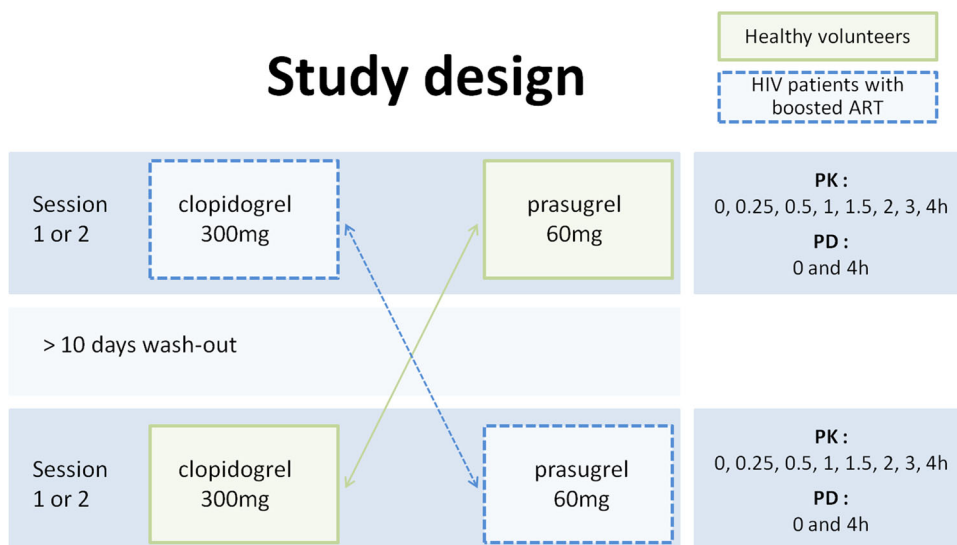 Study design
Healthy volunteers
HIV patients with
boosted ART
Session
1 or 2
clopidogrel
300mg
prasugrel
60mg
PK :
0, 0.25, 0.5, 1, 1.5, 2, 3, 4h
PD :
0 and 4h
> 10 days wash-out
Session
1 or 2
clopidogrel
300mg
prasugrel
60mg
PK :
0, 0.25, 0.5, 1, 1.5, 2, 3, 4h
PD :
0 and 4h